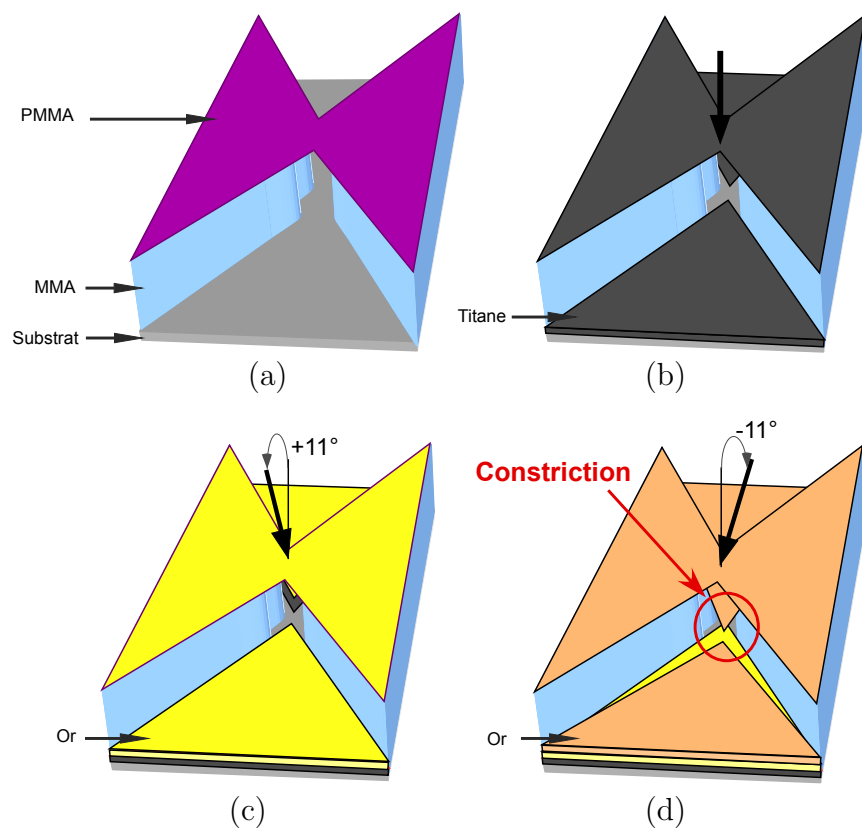 PMMA
MMA
Substrat
(a)
Titane
(b)
+11°
Or
(c)
-11°
Constriction
Or
(d)